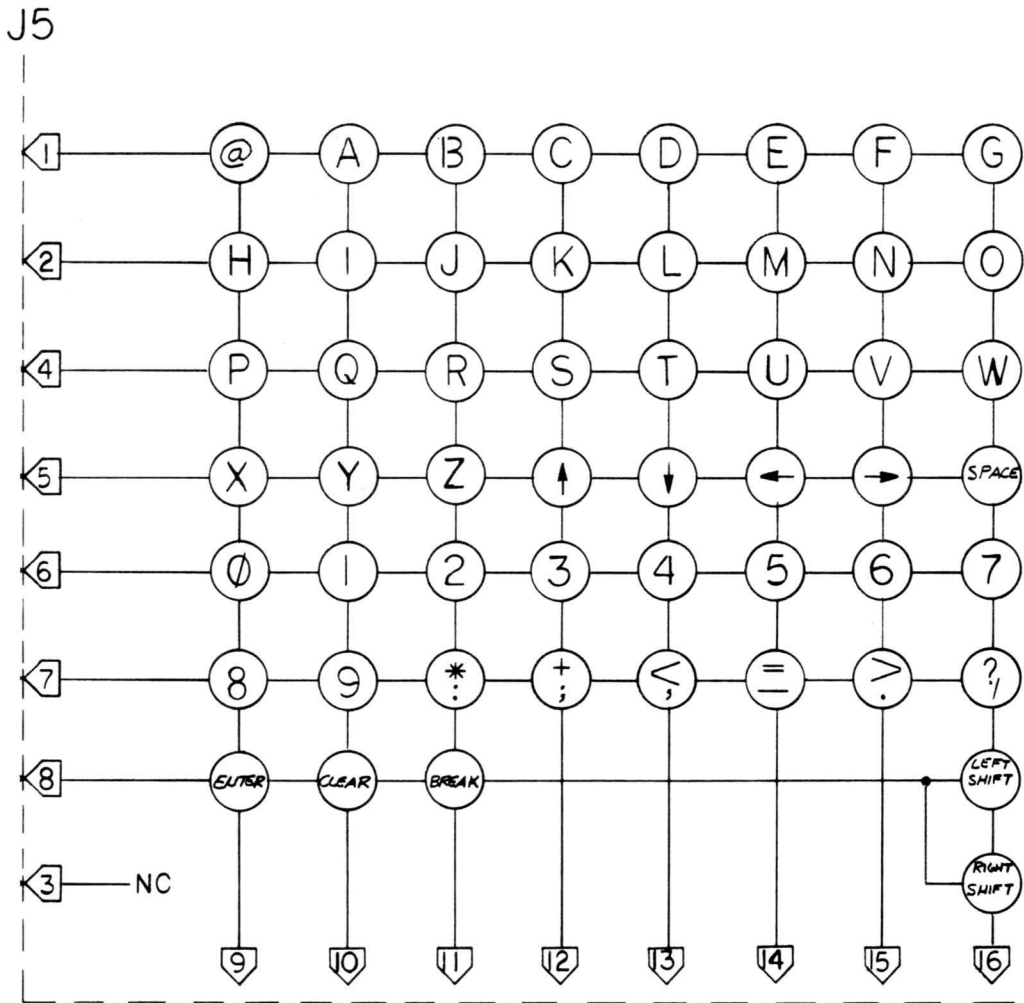 J5
1 @ A B C D E F G
2 H I J K L M N O
4 P Q R S T U V W
5 X Y Z ↑ ↓ ← → SPACE
6 0 1 2 3 4 5 6 7
7 8 9 * : + ; < , = — > . ? /
8 ENTER CLEAR BREAK LEFT SHIFT
3 NC RIGHT SHIFT
9 10 11 12 13 14 15 16